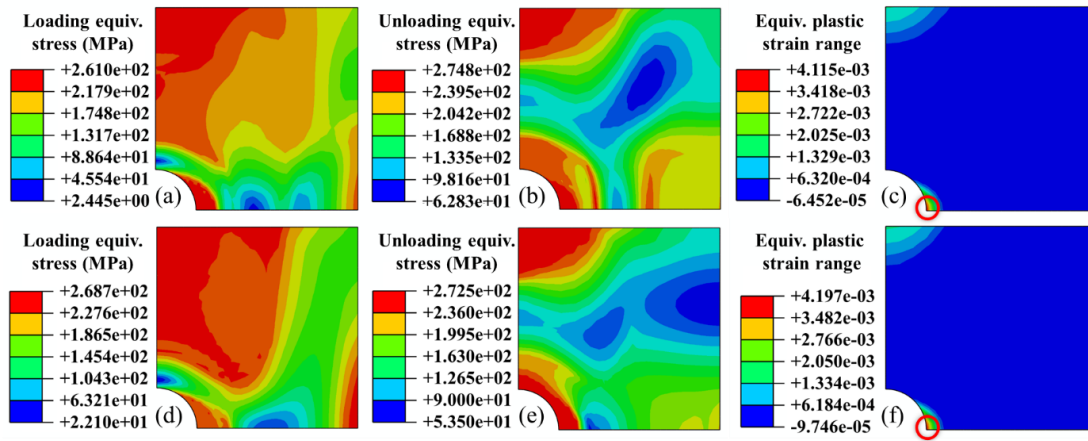 Loading equiv.
stress (MPa)
+2.610e+02
+2.179e+02
+1.748e+02
+1.317e+02
+8.864e+01
+4.554e+01
+2.445e+00
(a)
Unloading equiv.
stress (MPa)
+2.748e+02
+2.395e+02
+2.042e+02
+1.688e+02
+1.335e+02
+9.816e+01
+6.283e+01
(b)
Equiv. plastic
strain range
+4.115e-03
+3.418e-03
+2.722e-03
+2.025e-03
+1.329e-03
+6.320e-04
-6.452e-05
(c)
Loading equiv.
stress (MPa)
+2.687e+02
+2.276e+02
+1.865e+02
+1.454e+02
+1.043e+02
+6.321e+01
+2.210e+01
(d)
Unloading equiv.
stress (MPa)
+2.725e+02
+2.360e+02
+1.995e+02
+1.630e+02
+1.265e+02
+9.000e+01
+5.350e+01
(e)
Equiv. plastic
strain range
+4.197e-03
+3.482e-03
+2.766e-03
+2.050e-03
+1.334e-03
+6.184e-04
-9.746e-05
(f)